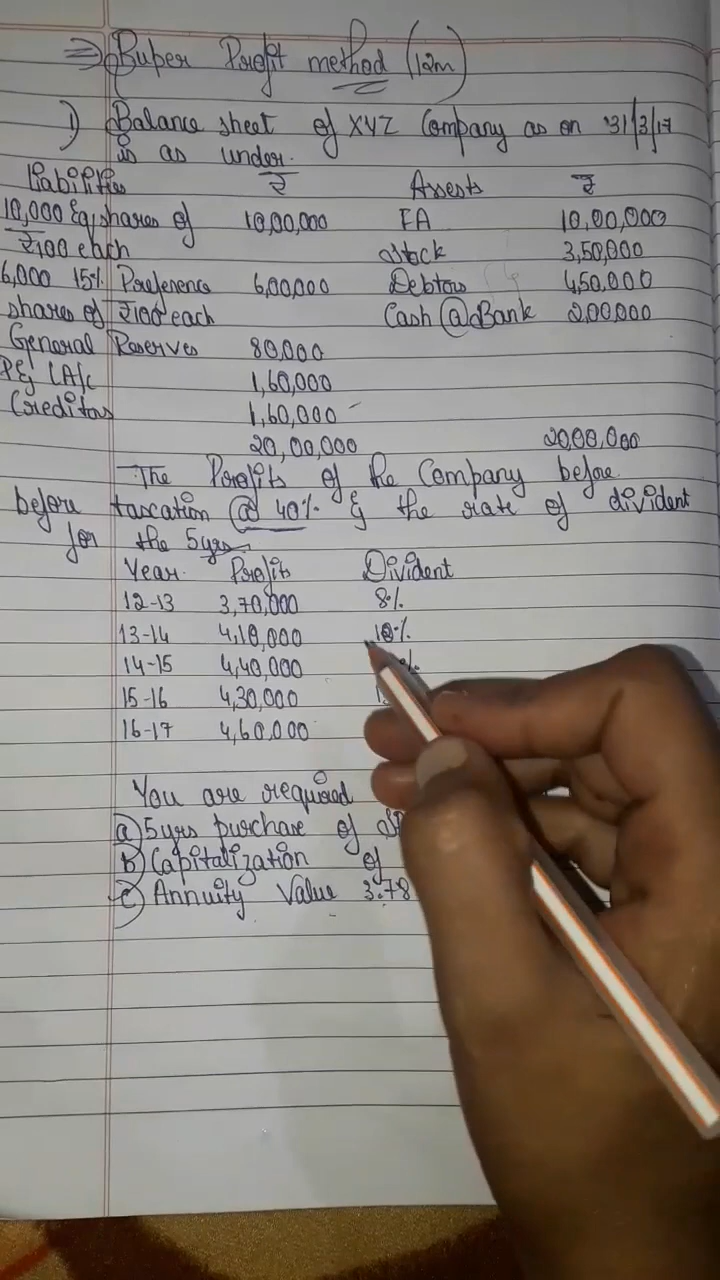 ⇒ Super Profit method (12m)
1) Balance sheet of XYZ Company as on 31/3/17
is as under.
Liabilities ₹ Assests ₹
10,000 Eq shares of 10,00,000 FA 10,00,000
₹100 each Stock 3,50,000
6,000 15% Preference 6,00,000 Debtors 4,50,000
shares of ₹100 each Cash @ Bank 2,00,000
General Reserves 80,000
P&L A/c 1,60,000
Creditors 1,60,000
20,00,000 20,00,000
The Profits of the Company before
before taxcation @ 40% & the rate of divident
for the 5yrs
Year Profits Divident
12-13 3,70,000 8%
13-14 4,10,000 10%
14-15 4,40,000 %
15-16 4,30,000
16-17 4,60,000
You are required
a) 5yrs purchase of
b) Capitalization of
c) Annuity Value 3.78